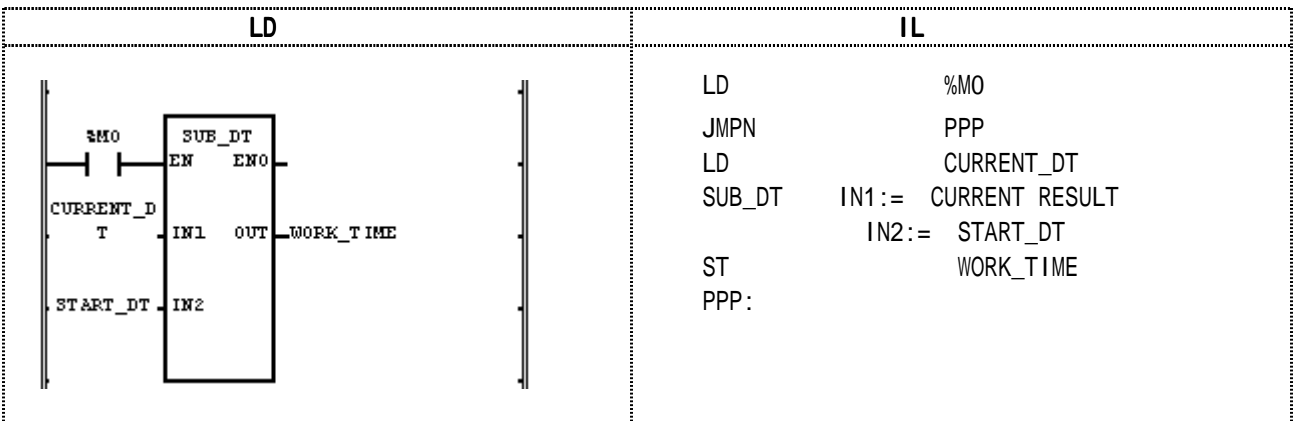 LD
IL
%M0
SUB_DT
EN ENO
CURRENT_D
T
IN1 OUT WORK_TIME
START_DT IN2
LD %M0
JMPN PPP
LD CURRENT_DT
SUB_DT IN1:= CURRENT RESULT
IN2:= START_DT
ST WORK_TIME
PPP: